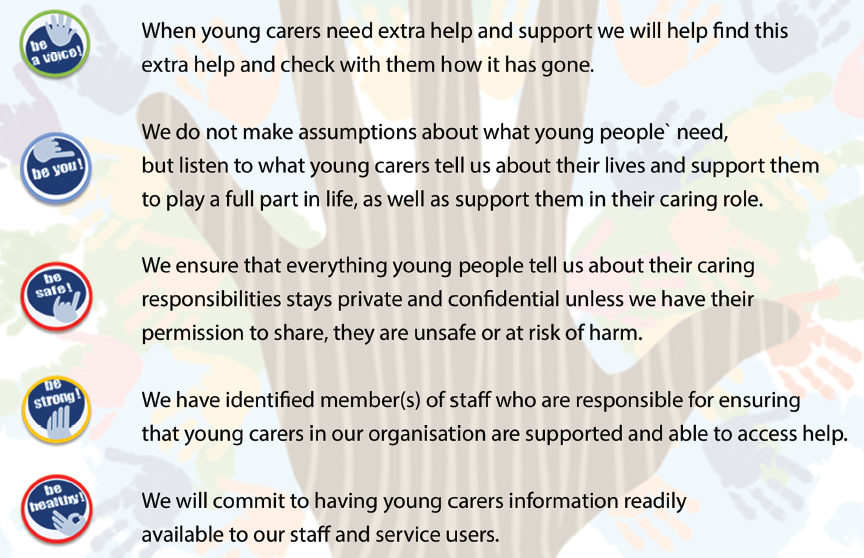 be
a voice!
When young carers need extra help and support we will help find this
extra help and check with them how it has gone.
be you!
We do not make assumptions about what young people` need,
but listen to what young carers tell us about their lives and support them
to play a full part in life, as well as support them in their caring role.
be
safe!
We ensure that everything young people tell us about their caring
responsibilities stays private and confidential unless we have their
permission to share, they are unsafe or at risk of harm.
be
strong!
We have identified member(s) of staff who are responsible for ensuring
that young carers in our organisation are supported and able to access help.
be
healthy!
We will commit to having young carers information readily
available to our staff and service users.